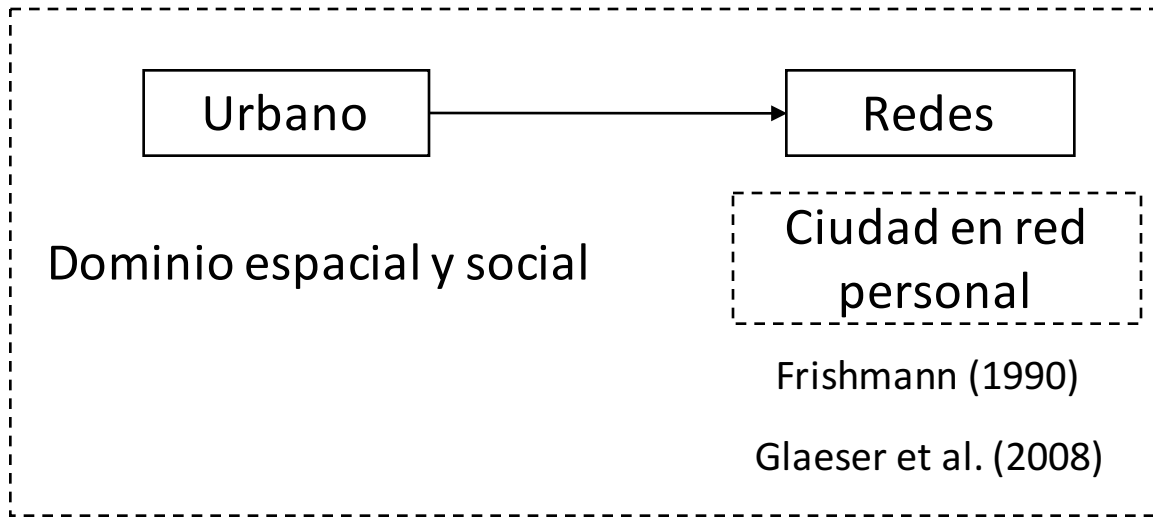 Urbano
Redes
Dominio espacial y social
Ciudad en red
personal
Frishmann (1990)
Glaeser et al. (2008)